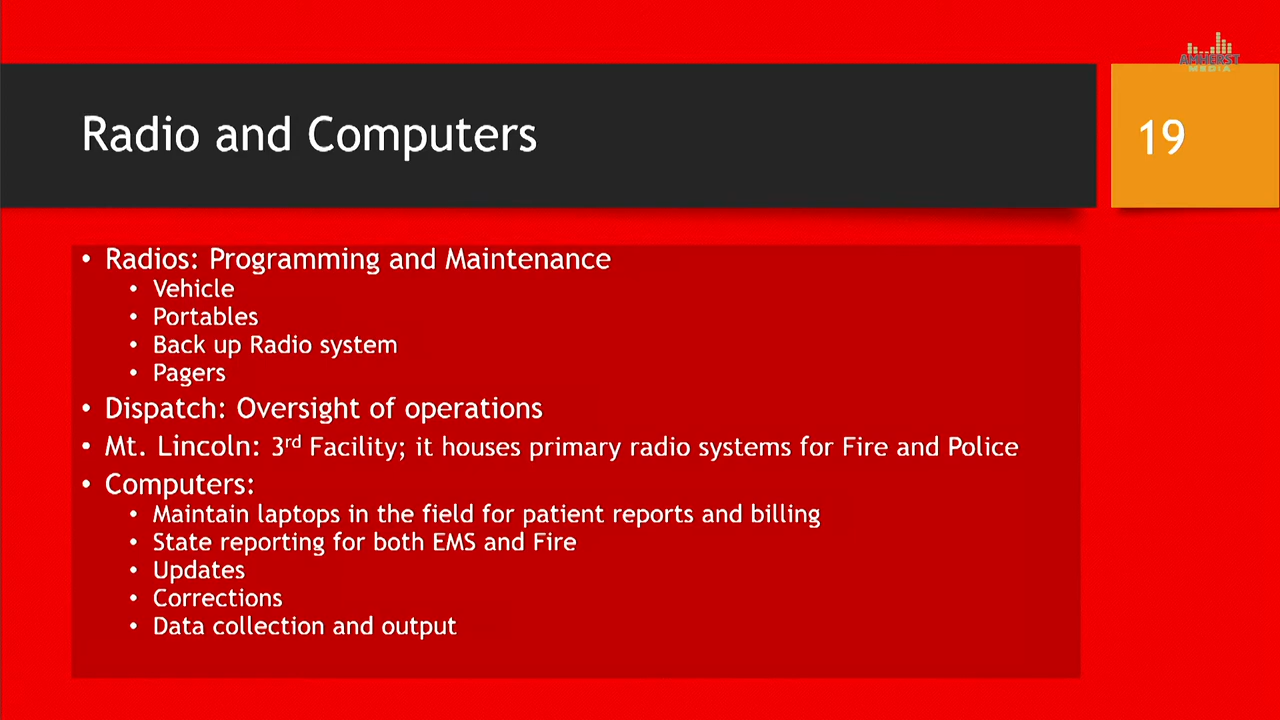 AMHERST
MEDIA
Radio and Computers
19
• Radios: Programming and Maintenance
• Vehicle
• Portables
• Back up Radio system
• Pagers
• Dispatch: Oversight of operations
• Mt. Lincoln: 3rd Facility; it houses primary radio systems for Fire and Police
• Computers:
• Maintain laptops in the field for patient reports and billing
• State reporting for both EMS and Fire
• Updates
• Corrections
• Data collection and output